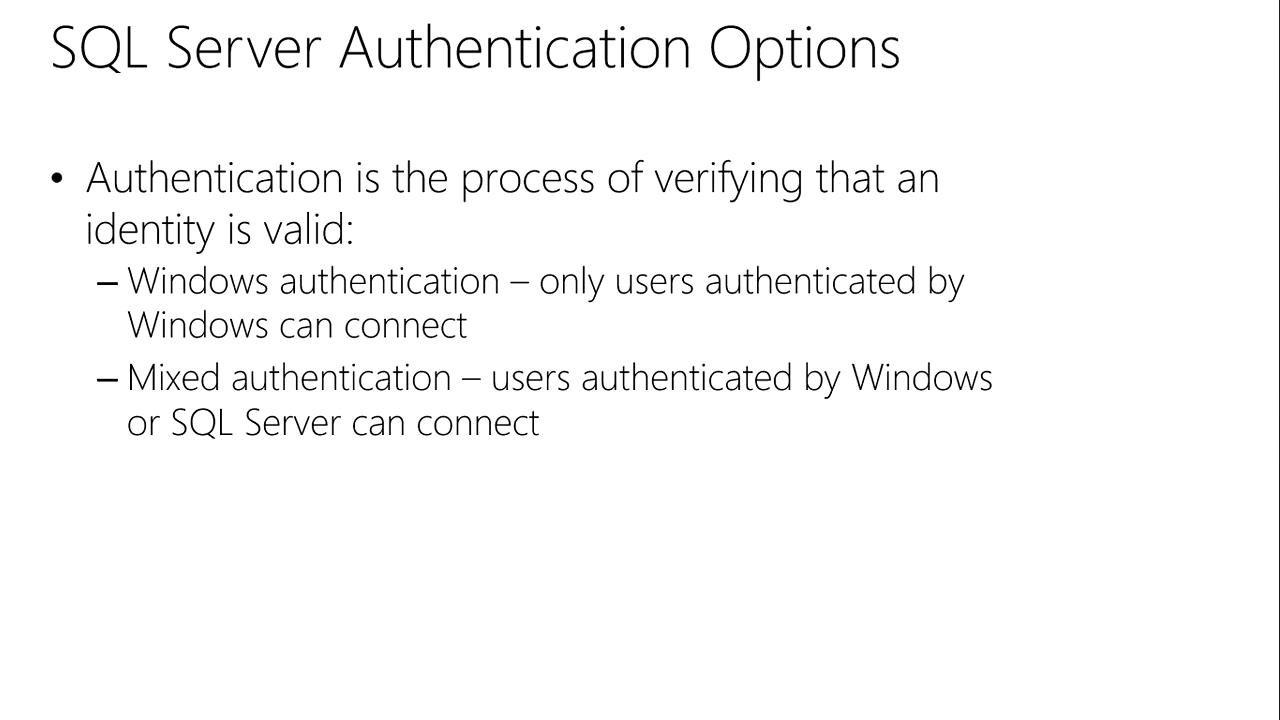 SQL Server Authentication Options
• Authentication is the process of verifying that an
identity is valid:
– Windows authentication – only users authenticated by
Windows can connect
– Mixed authentication – users authenticated by Windows
or SQL Server can connect